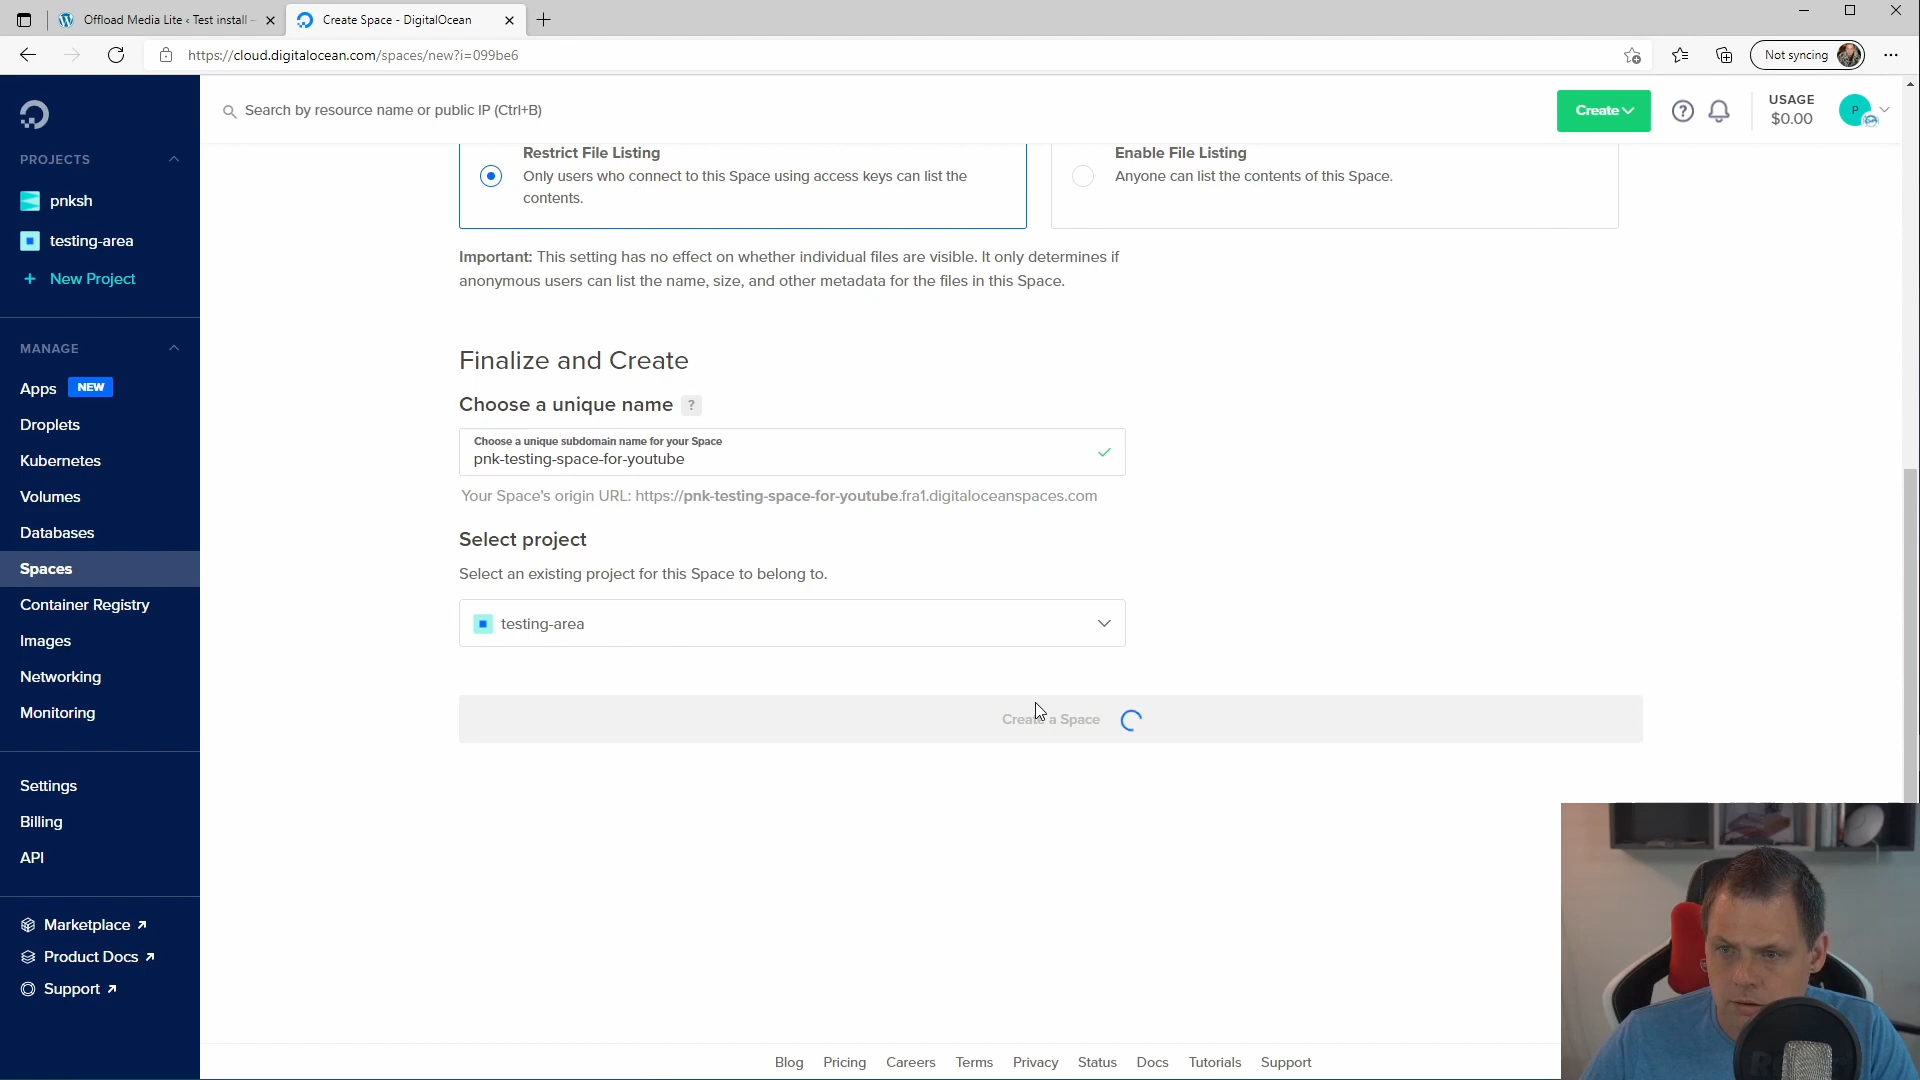 Offload Media Lite ‹ Test install –
Create Space - DigitalOcean
https://cloud.digitalocean.com/spaces/new?i=099be6
Not syncing
Search by resource name or public IP (Ctrl+B)
Create
?
USAGE
$0.00
P
PROJECTS
pnksh
testing-area
+ New Project
MANAGE
Apps NEW
Droplets
Kubernetes
Volumes
Databases
Spaces
Container Registry
Images
Networking
Monitoring
Settings
Billing
API
Marketplace
Product Docs
Support
Restrict File Listing
Only users who connect to this Space using access keys can list the
contents.
Enable File Listing
Anyone can list the contents of this Space.
Important: This setting has no effect on whether individual files are visible. It only determines if
anonymous users can list the name, size, and other metadata for the files in this Space.
Finalize and Create
Choose a unique name ?
Choose a unique subdomain name for your Space
pnk-testing-space-for-youtube
Your Space's origin URL: https://pnk-testing-space-for-youtube.fra1.digitaloceanspaces.com
Select project
Select an existing project for this Space to belong to.
testing-area
Create a Space
Blog Pricing Careers Terms Privacy Status Docs Tutorials Support